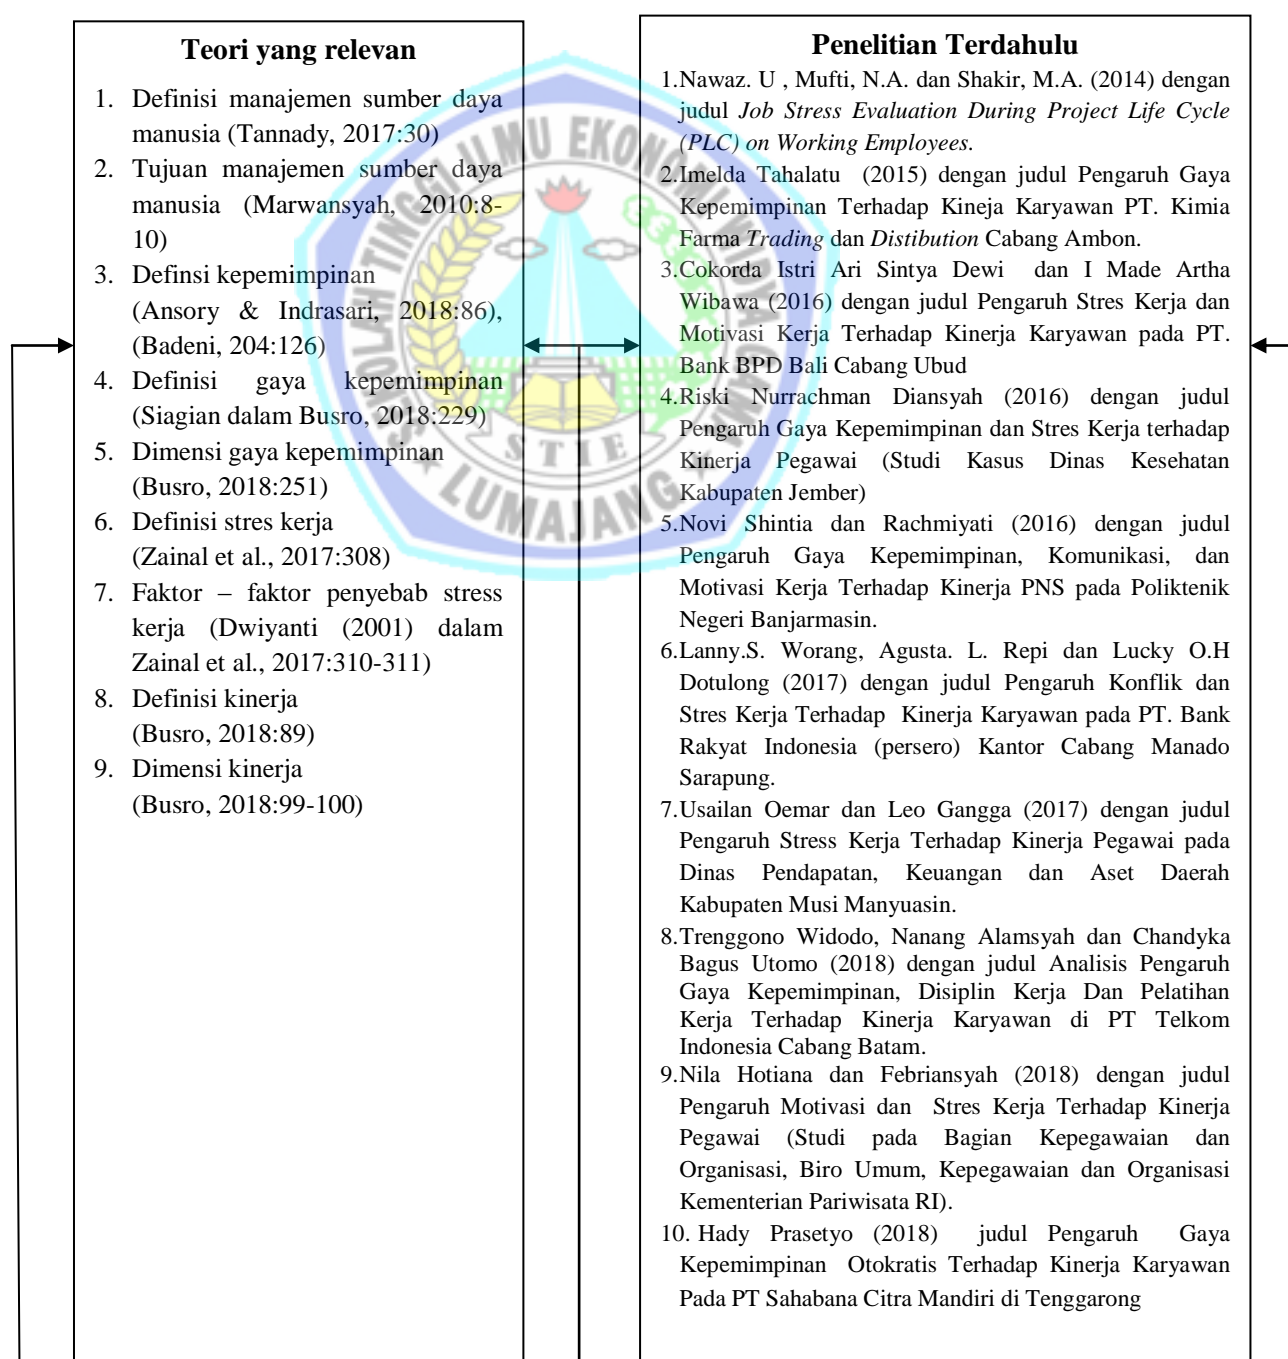 Teori yang relevan
1. Definisi manajemen sumber daya
manusia (Tannady, 2017:30)
2. Tujuan manajemen sumber daya
manusia (Marwansyah, 2010:8-
10)
3. Definsi kepemimpinan
(Ansory & Indrasari, 2018:86),
(Badeni, 204:126)
4. Definisi gaya kepemimpinan
(Siagian dalam Busro, 2018:229)
5. Dimensi gaya kepemimpinan
(Busro, 2018:251)
6. Definisi stres kerja
(Zainal et al., 2017:308)
7. Faktor – faktor penyebab stress
kerja (Dwiyanti (2001) dalam
Zainal et al., 2017:310-311)
8. Definisi kinerja
(Busro, 2018:89)
9. Dimensi kinerja
(Busro, 2018:99-100)
Penelitian Terdahulu
1.Nawaz. U , Mufti, N.A. dan Shakir, M.A. (2014) dengan
judul Job Stress Evaluation During Project Life Cycle
(PLC) on Working Employees.
2.Imelda Tahalatu (2015) dengan judul Pengaruh Gaya
Kepemimpinan Terhadap Kineja Karyawan PT. Kimia
Farma Trading dan Distibution Cabang Ambon.
3.Cokorda Istri Ari Sintya Dewi dan I Made Artha
Wibawa (2016) dengan judul Pengaruh Stres Kerja dan
Motivasi Kerja Terhadap Kinerja Karyawan pada PT.
Bank BPD Bali Cabang Ubud
4.Riski Nurrachman Diansyah (2016) dengan judul
Pengaruh Gaya Kepemimpinan dan Stres Kerja terhadap
Kinerja Pegawai (Studi Kasus Dinas Kesehatan
Kabupaten Jember)
5.Novi Shintia dan Rachmiyati (2016) dengan judul
Pengaruh Gaya Kepemimpinan, Komunikasi, dan
Motivasi Kerja Terhadap Kinerja PNS pada Poliktenik
Negeri Banjarmasin.
6.Lanny.S. Worang, Agusta. L. Repi dan Lucky O.H
Dotulong (2017) dengan judul Pengaruh Konflik dan
Stres Kerja Terhadap Kinerja Karyawan pada PT. Bank
Rakyat Indonesia (persero) Kantor Cabang Manado
Sarapung.
7.Usailan Oemar dan Leo Gangga (2017) dengan judul
Pengaruh Stress Kerja Terhadap Kinerja Pegawai pada
Dinas Pendapatan, Keuangan dan Aset Daerah
Kabupaten Musi Manyuasin.
8.Trenggono Widodo, Nanang Alamsyah dan Chandyka
Bagus Utomo (2018) dengan judul Analisis Pengaruh
Gaya Kepemimpinan, Disiplin Kerja Dan Pelatihan
Kerja Terhadap Kinerja Karyawan di PT Telkom
Indonesia Cabang Batam.
9.Nila Hotiana dan Febriansyah (2018) dengan judul
Pengaruh Motivasi dan Stres Kerja Terhadap Kinerja
Pegawai (Studi pada Bagian Kepegawaian dan
Organisasi, Biro Umum, Kepegawaian dan Organisasi
Kementerian Pariwisata RI).
10. Hady Prasetyo (2018) judul Pengaruh Gaya
Kepemimpinan Otokratis Terhadap Kinerja Karyawan
Pada PT Sahabana Citra Mandiri di Tenggarong
SEKOLAH TINGGI ILMU EKONOMI WIDYA GAMA
STIE
LUMAJANG